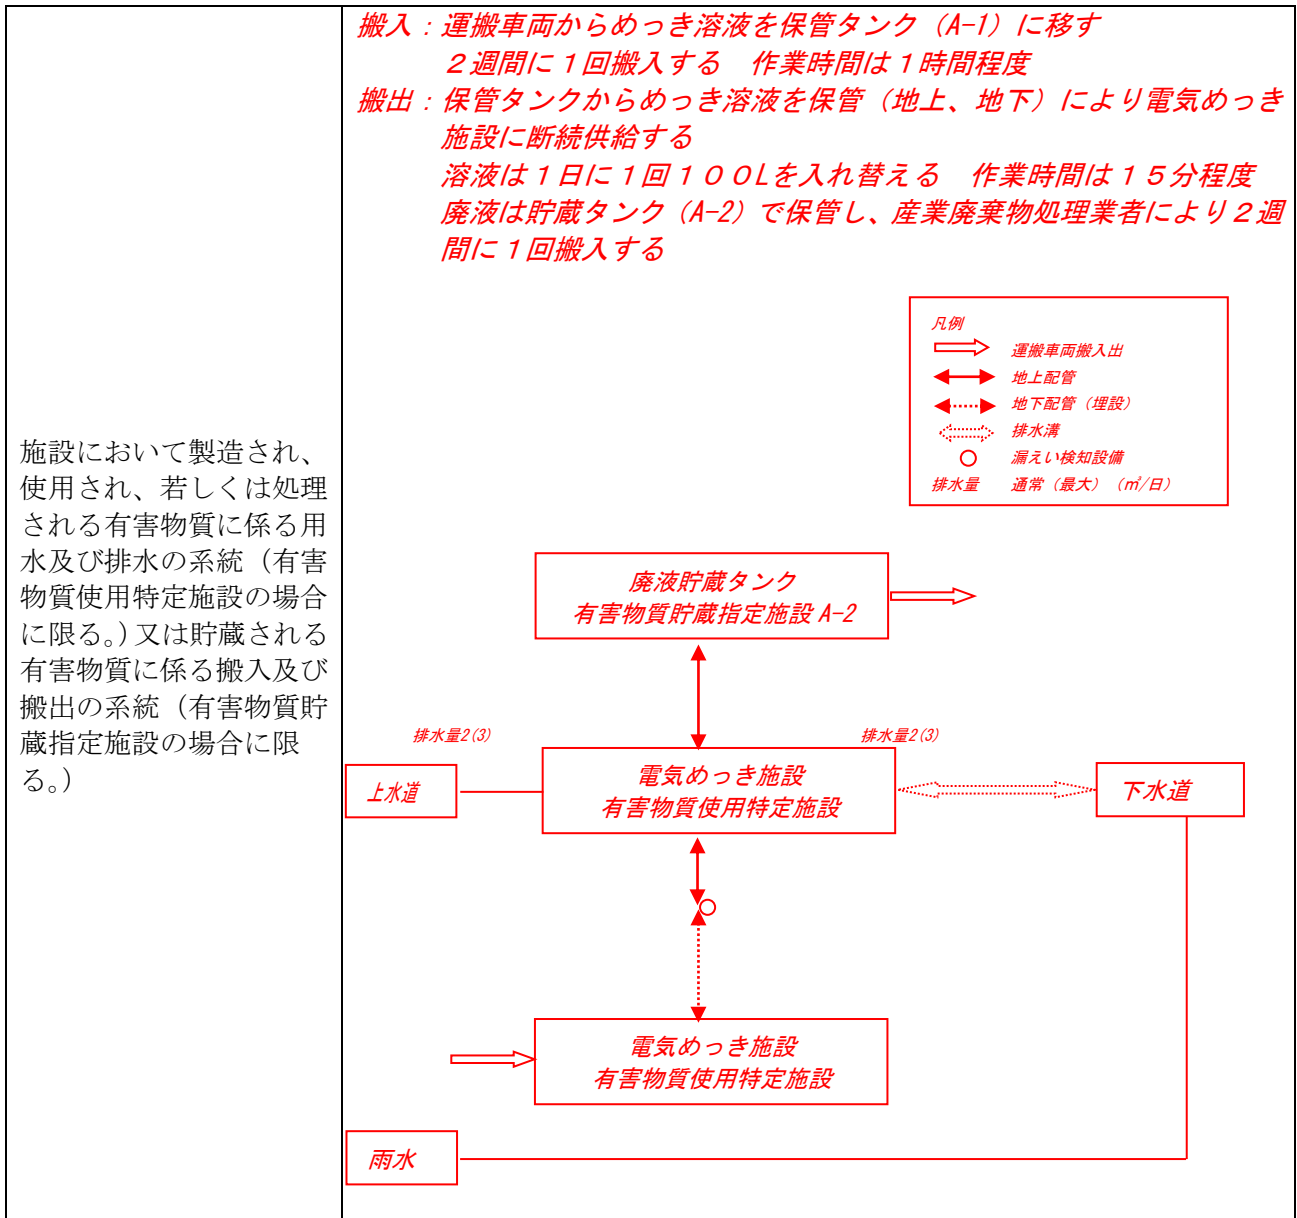 搬入：運搬車両からめっき溶液を保管タンク（A-1）に移す
２週間に１回搬入する　作業時間は１時間程度
搬出：保管タンクからめっき溶液を保管（地上、地下）により電気めっき
施設に断続供給する
溶液は１日に１回１００Lを入れ替える　作業時間は１５分程度
廃液は貯蔵タンク（A-2）で保管し、産業廃棄物処理業者により２週
間に１回搬入する
凡例
運搬車両搬入出
地上配管
地下配管（埋設）
排水溝
漏えい検知設備
排水量　通常（最大）（㎥/日）
施設において製造され、
使用され、若しくは処理
される有害物質に係る用
水及び排水の系統（有害
物質使用特定施設の場合
に限る。）又は貯蔵される
有害物質に係る搬入及び
搬出の系統（有害物質貯
蔵指定施設の場合に限
る。）
廃液貯蔵タンク
有害物質貯蔵指定施設 A-2
排水量2(3)
排水量2(3)
上水道
電気めっき施設
有害物質使用特定施設
下水道
電気めっき施設
有害物質使用特定施設
雨水